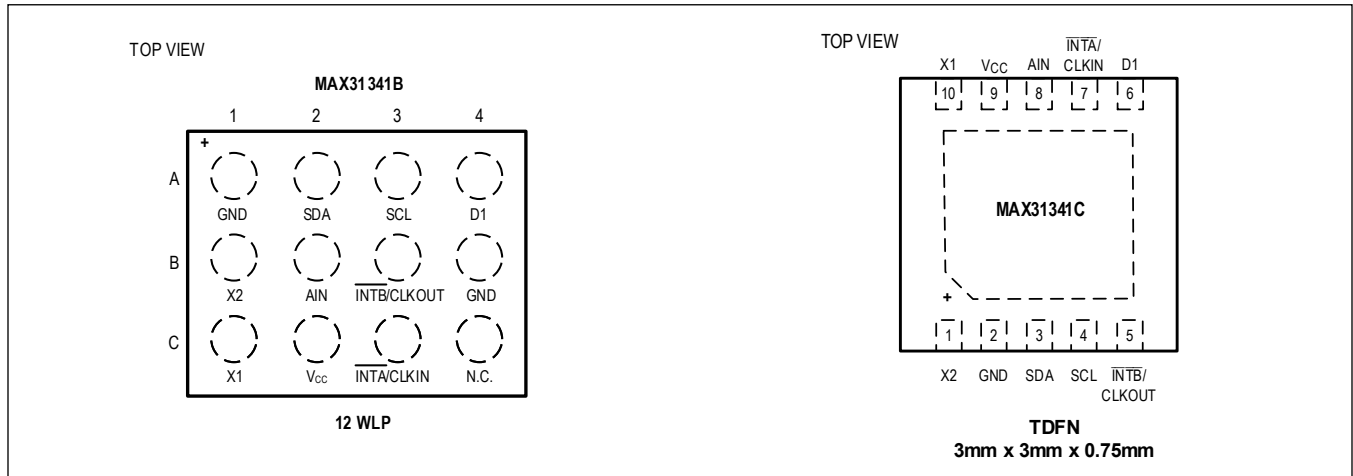 TOP VIEW
MAX31341B
1 2 3 4
+
A
GND SDA SCL D1
B
X2 AIN INTB/CLKOUT GND
C
X1 VCC INTA/CLKIN N.C.
12 WLP
TOP VIEW
X1 VCC AIN INTA/CLKIN D1
10 9 8 7 6
MAX31341C
+
1 2 3 4 5
X2 GND SDA SCL INTB/CLKOUT
TDFN
3mm x 3mm x 0.75mm